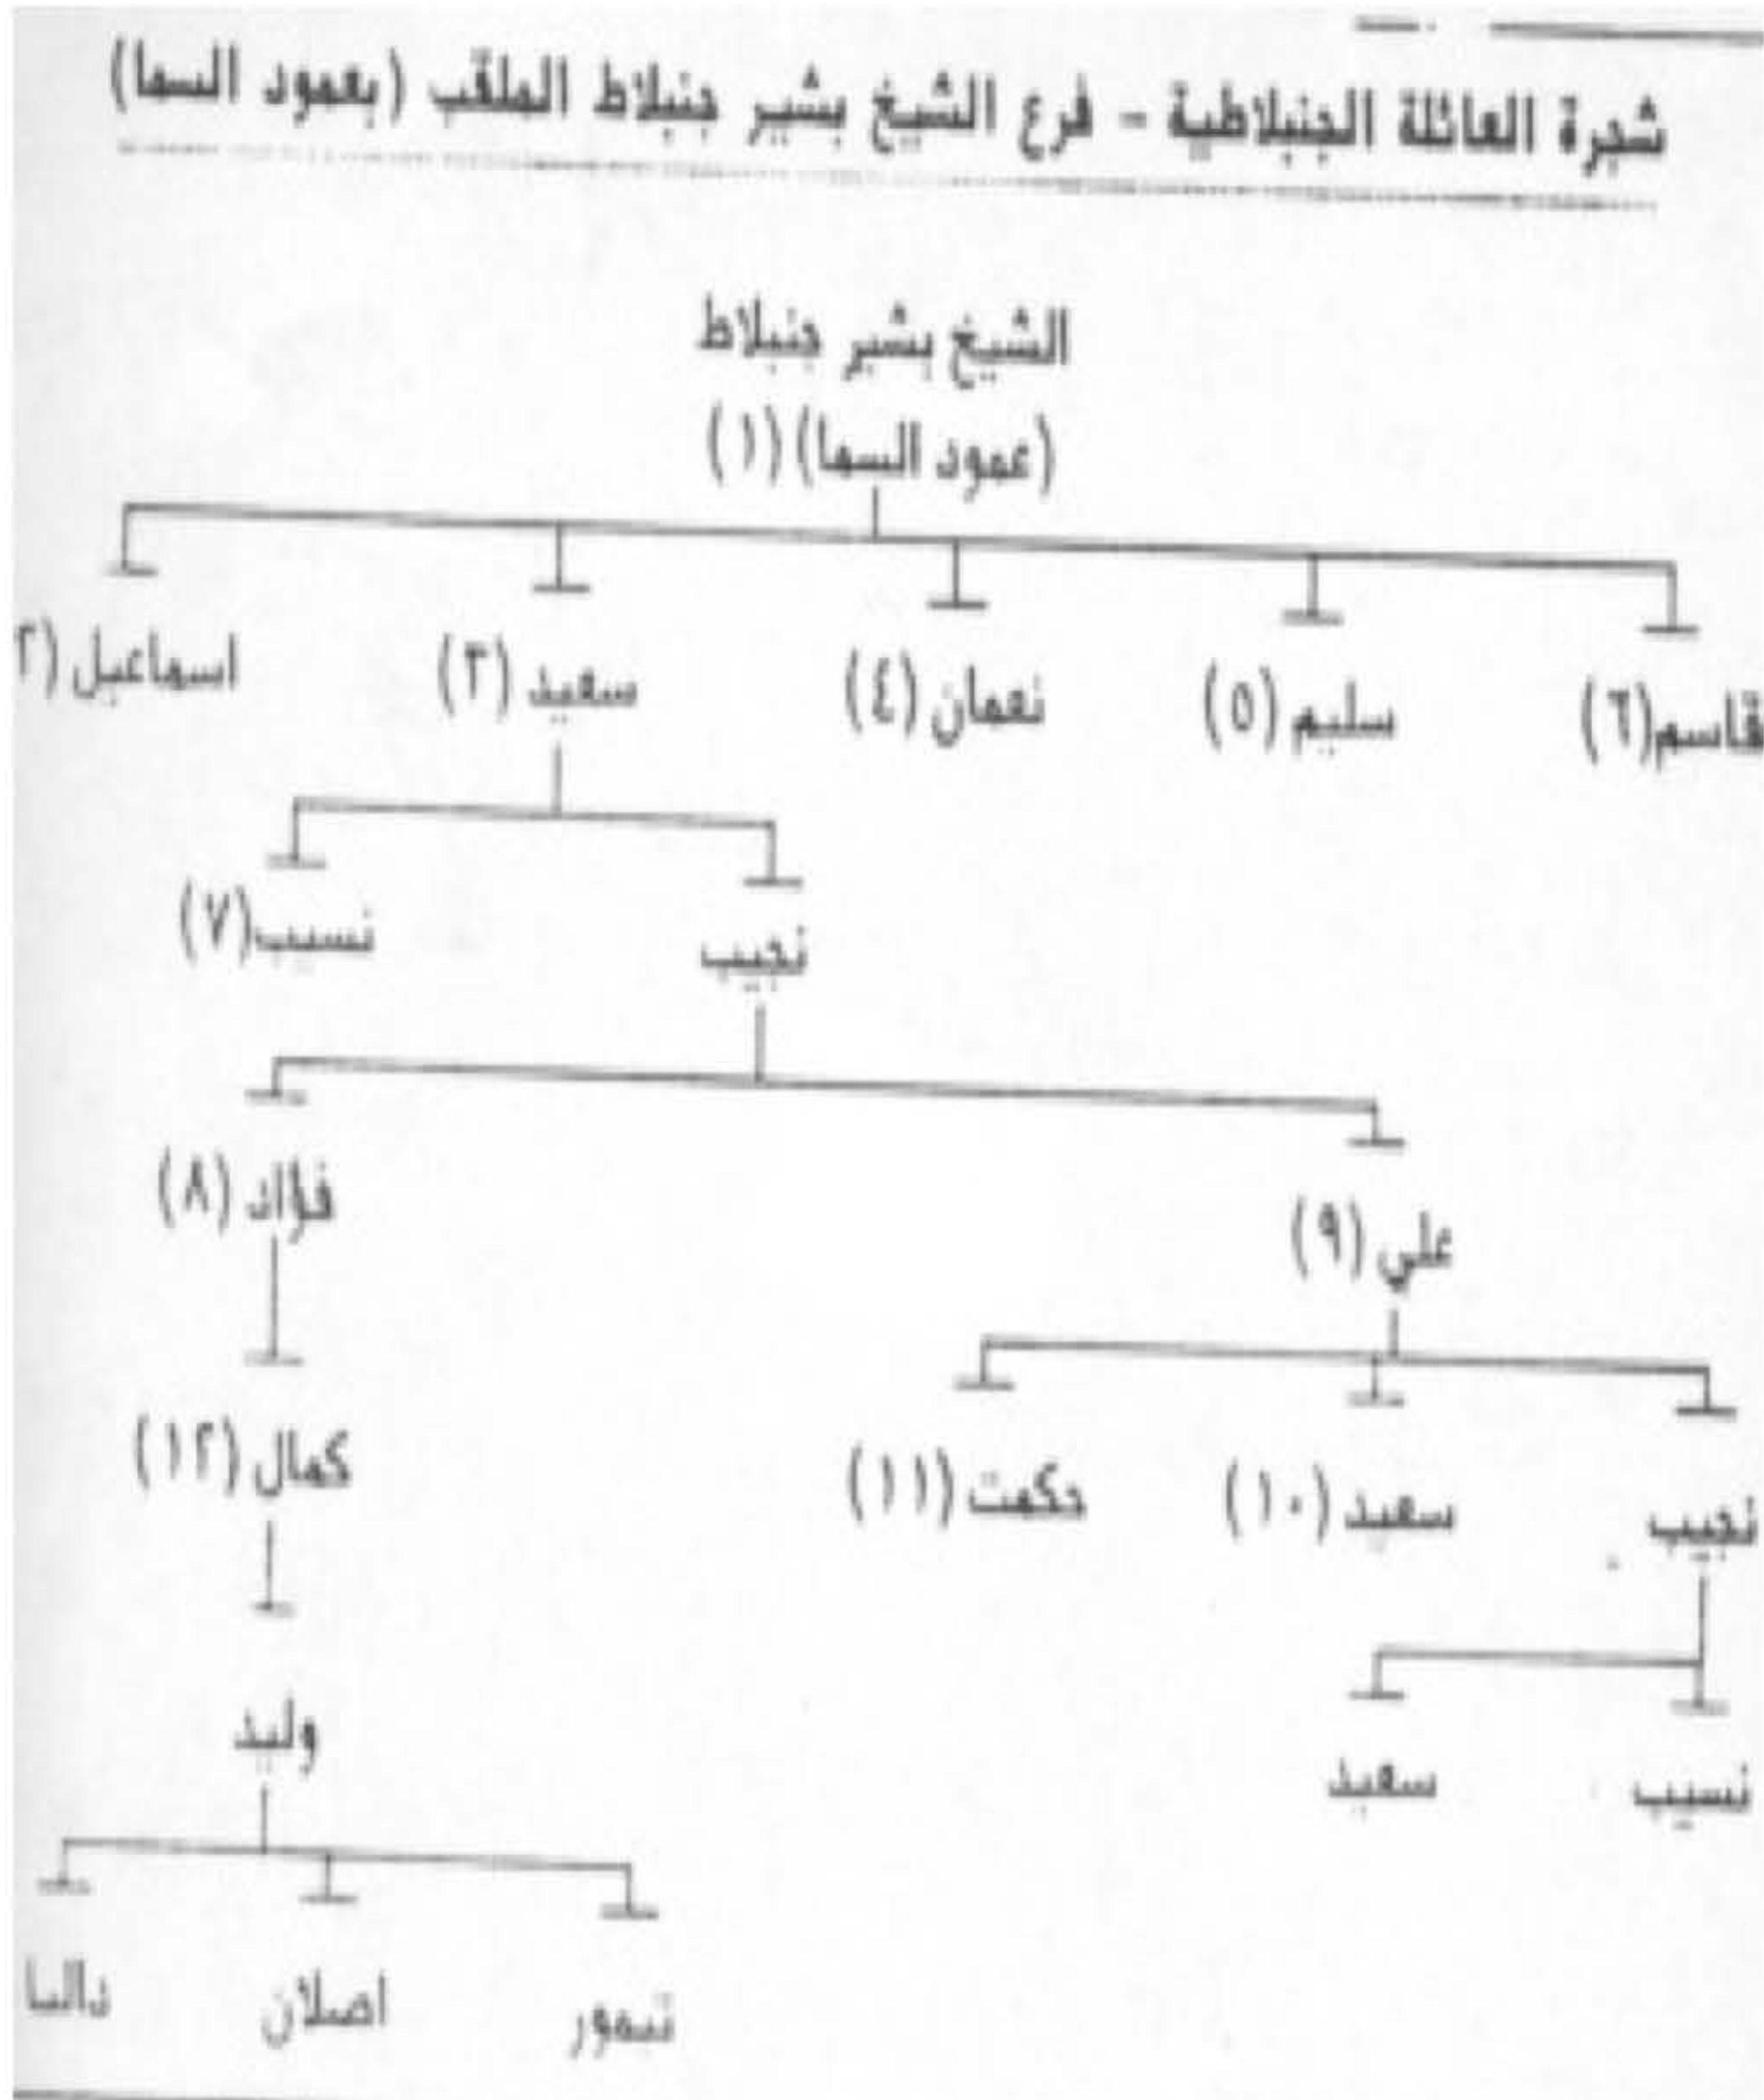 شجرة العائلة الجنبلاطية - فرع الشيخ بشير جنبلاط الملقب (بعمود السما)
الشيخ بشير جنبلاط
(عمود السما) (١)
قاسم (٦) سليم (٥) نعمان (٤) سعيد (٣) اسماعيل (٢
نجيب نسيب (٧)
علي (٩) فؤاد (٨)
نجيب سعيد (١٠) حكمت (١١) كمال (١٢)
وليد
نسيب سعيد
تيمور اصلان داليا